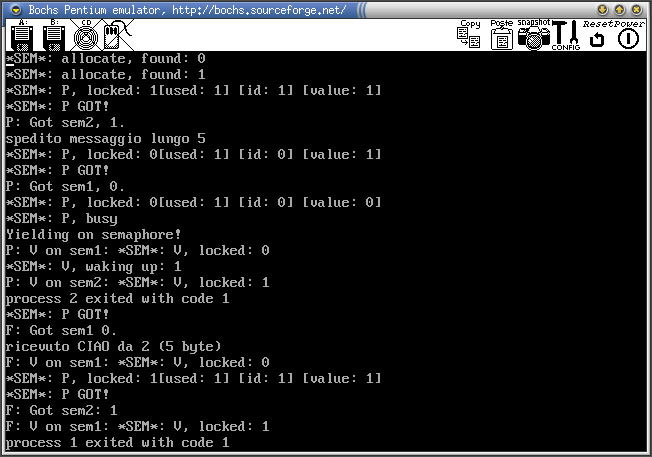 Bochs Pentium emulator, http://bochs.sourceforge.net/
A: B: CD Copy Paste snapshot CONFIG Reset Power
*SEM*: allocate, found: 0
*SEM*: allocate, found: 1
*SEM*: P, locked: 1[used: 1] [id: 1] [value: 1]
*SEM*: P GOT!
P: Got sem2, 1.
spedito messaggio lungo 5
*SEM*: P, locked: 0[used: 1] [id: 0] [value: 1]
*SEM*: P GOT!
P: Got sem1, 0.
*SEM*: P, locked: 0[used: 1] [id: 0] [value: 0]
*SEM*: P, busy
Yielding on semaphore!
P: V on sem1: *SEM*: V, locked: 0
*SEM*: V, waking up: 1
P: V on sem2: *SEM*: V, locked: 1
process 2 exited with code 1
*SEM*: P GOT!
F: Got sem1 0.
ricevuto CIAO da 2 (5 byte)
F: V on sem1: *SEM*: V, locked: 0
*SEM*: P, locked: 1[used: 1] [id: 1] [value: 1]
*SEM*: P GOT!
F: Got sem2: 1
F: V on sem1: *SEM*: V, locked: 1
process 1 exited with code 1